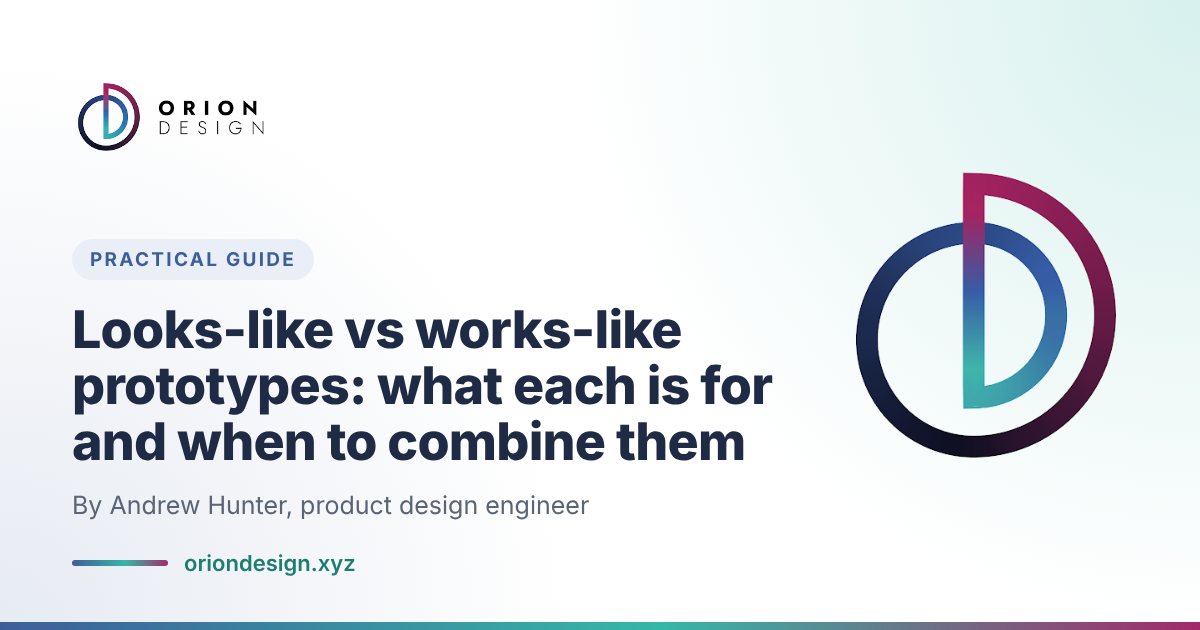 ORION
DESIGN
PRACTICAL GUIDE
Looks-like vs works-like
prototypes: what each is for
and when to combine them
By Andrew Hunter, product design engineer
oriondesign.xyz